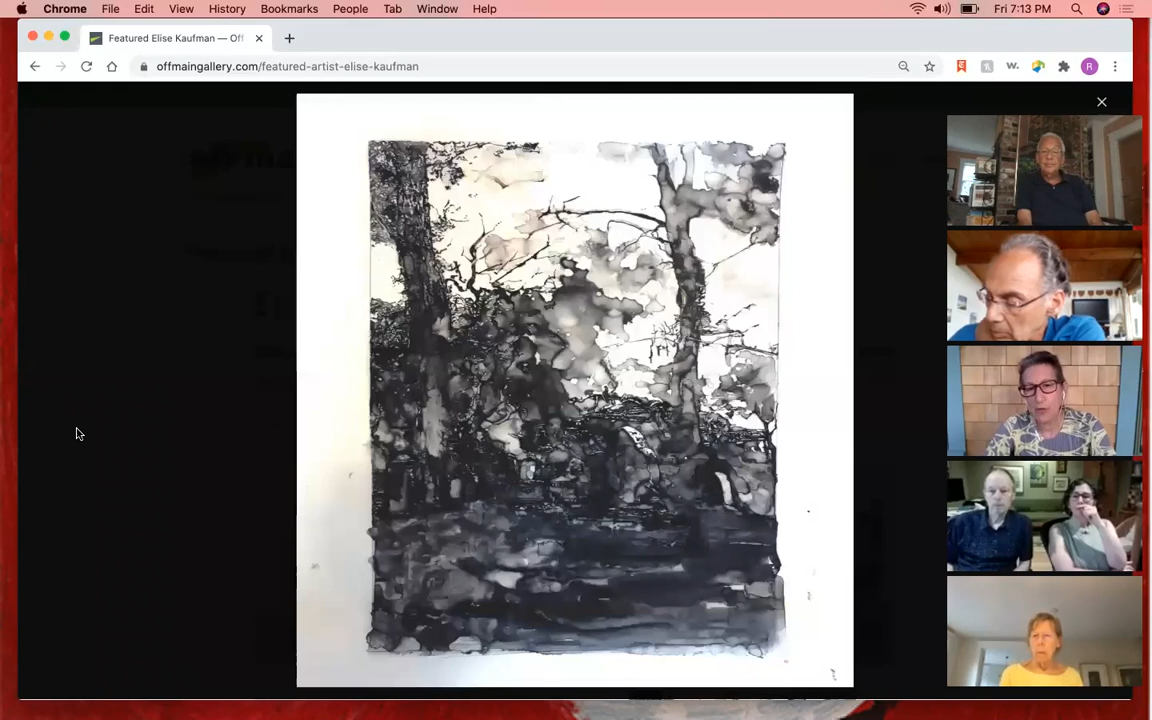 Chrome File Edit View History Bookmarks People Tab Window Help Fri 7:13 PM
Featured Elise Kaufman — Off
offmaingallery.com/featured-artist-elise-kaufman
R